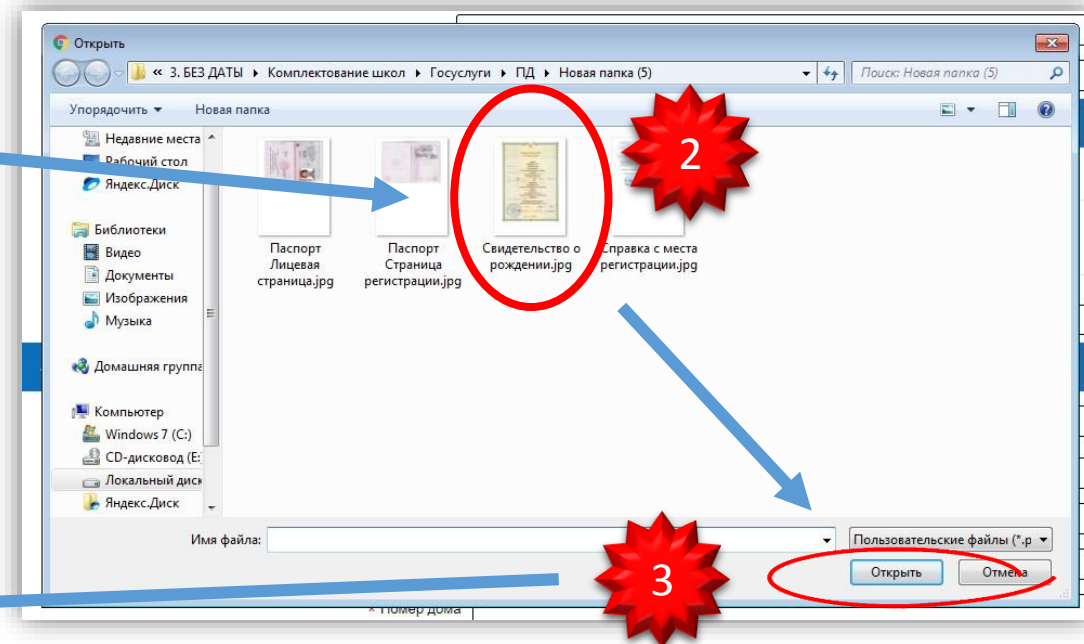 Открыть
« 3. БЕЗ ДАТЫ ▸ Комплектование школ ▸ Госуслуги ▸ ПД ▸ Новая папка (5)
Поиск: Новая папка (5)
Упорядочить ▾ Новая папка
Недавние места
Рабочий стол
Яндекс.Диск
Библиотеки
Видео
Документы
Изображения
Музыка
Домашняя группа
Компьютер
Windows 7 (C:)
CD-дисковод (E:
Локальный диск
Яндекс.Диск
Паспорт
Лицевая
страница.jpg
Паспорт
Страница
регистрации.jpg
Свидетельство о
рождении.jpg
Справка с места
регистрации.jpg
2
Имя файла:
Пользовательские файлы (*.p
Открыть
Отмена
3
* Номер дома